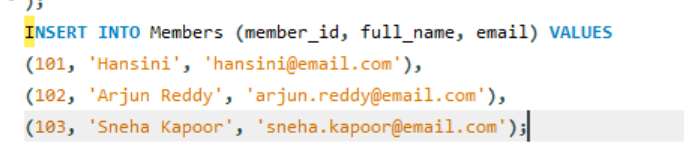 );
INSERT INTO Members (member_id, full_name, email) VALUES
(101, 'Hansini', 'hansini@email.com'),
(102, 'Arjun Reddy', 'arjun.reddy@email.com'),
(103, 'Sneha Kapoor', 'sneha.kapoor@email.com');